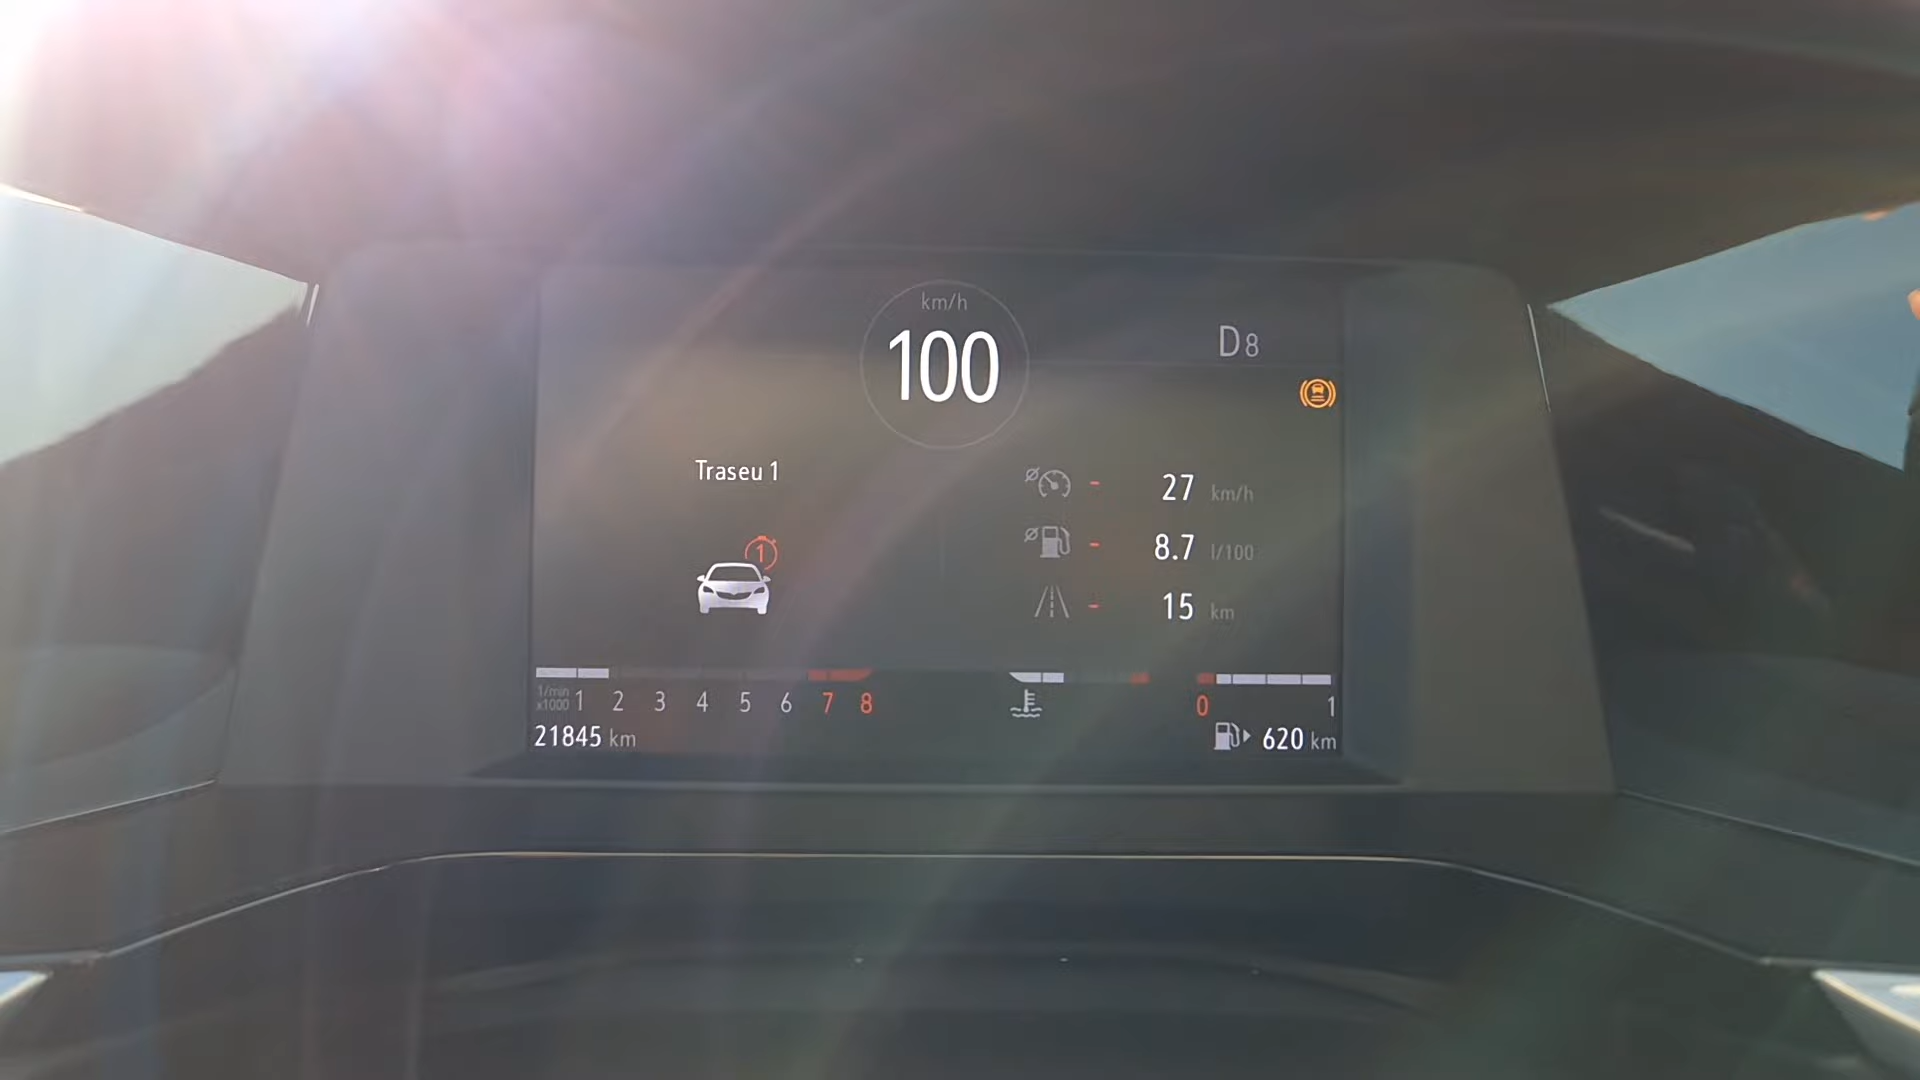 km/h
100
D8
Traseu 1
1
27 km/h
8.7 l/100
15 km
1/min
x1000
1 2 3 4 5 6 7 8
0 1
21845 km
620 km